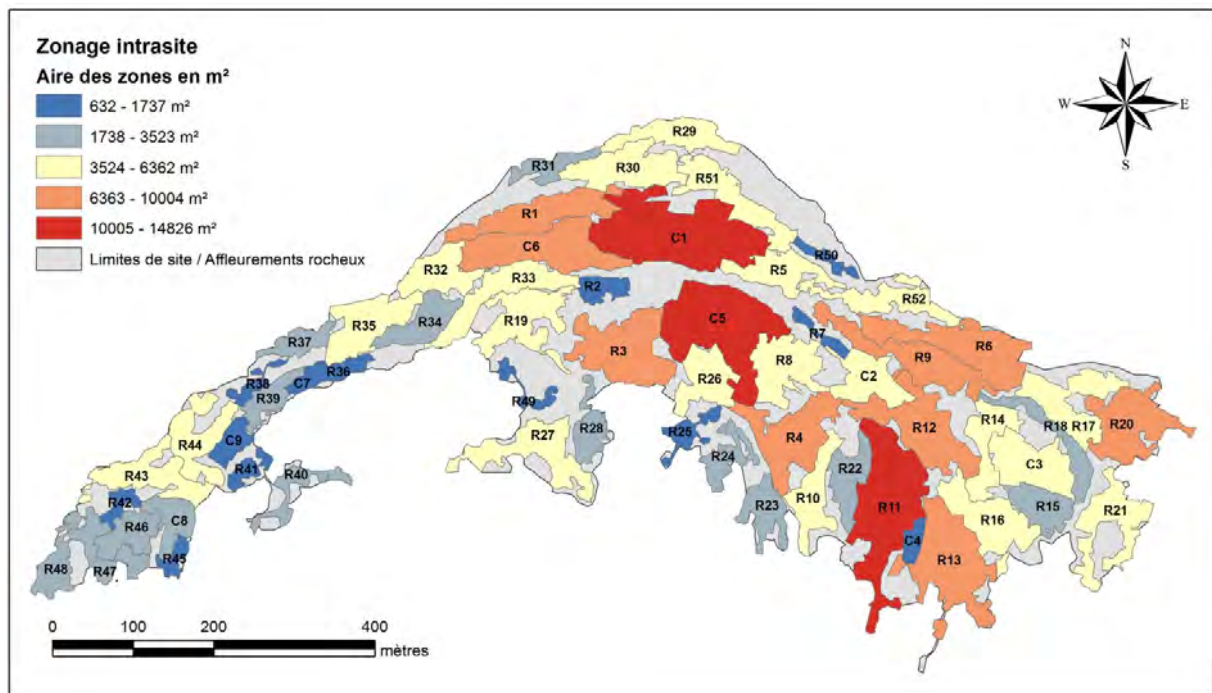 Zonage intrasite
Aire des zones en m²
632 - 1737 m²
1738 - 3523 m²
3524 - 6362 m²
6363 - 10004 m²
10005 - 14826 m²
Limites de site / Affleurements rocheux
N
W
E
S
R29
R31
R30
R51
R1
C1
C6
R50
R32
R33
R5
R2
R52
R35
R34
R19
C5
R7
R37
R3
R8
R9
R6
R36
R26
C2
R38
C7
R39
R49
R14
R44
C9
R27
R28
R25
R4
R12
R18
R17
R20
R41
R24
R22
C3
R43
R40
R10
R11
R15
R21
R42
R23
R16
R46
C8
C4
R45
R13
R48
R47
0
100
200
400
mètres